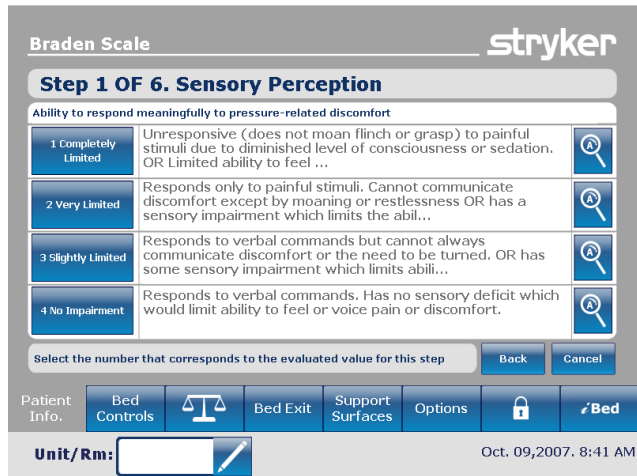 Braden Scale
stryker
Step 1 OF 6. Sensory Perception
Ability to respond meaningfully to pressure-related discomfort
1 Completely
Limited
Unresponsive (does not moan flinch or grasp) to painful
stimuli due to diminished level of consciousness or sedation.
OR Limited ability to feel ...
A
2 Very Limited
Responds only to painful stimuli. Cannot communicate
discomfort except by moaning or restlessness OR has a
sensory impairment which limits the abil...
A
3 Slightly Limited
Responds to verbal commands but cannot always
communicate discomfort or the need to be turned. OR has
some sensory impairment which limits abili...
A
4 No Impairment
Responds to verbal commands. Has no sensory deficit which
would limit ability to feel or voice pain or discomfort.
A
Select the number that corresponds to the evaluated value for this step
Back
Cancel
Patient
Info.
Bed
Controls
Bed Exit
Support
Surfaces
Options
iBed
Unit/Rm:
Oct. 09,2007. 8:41 AM